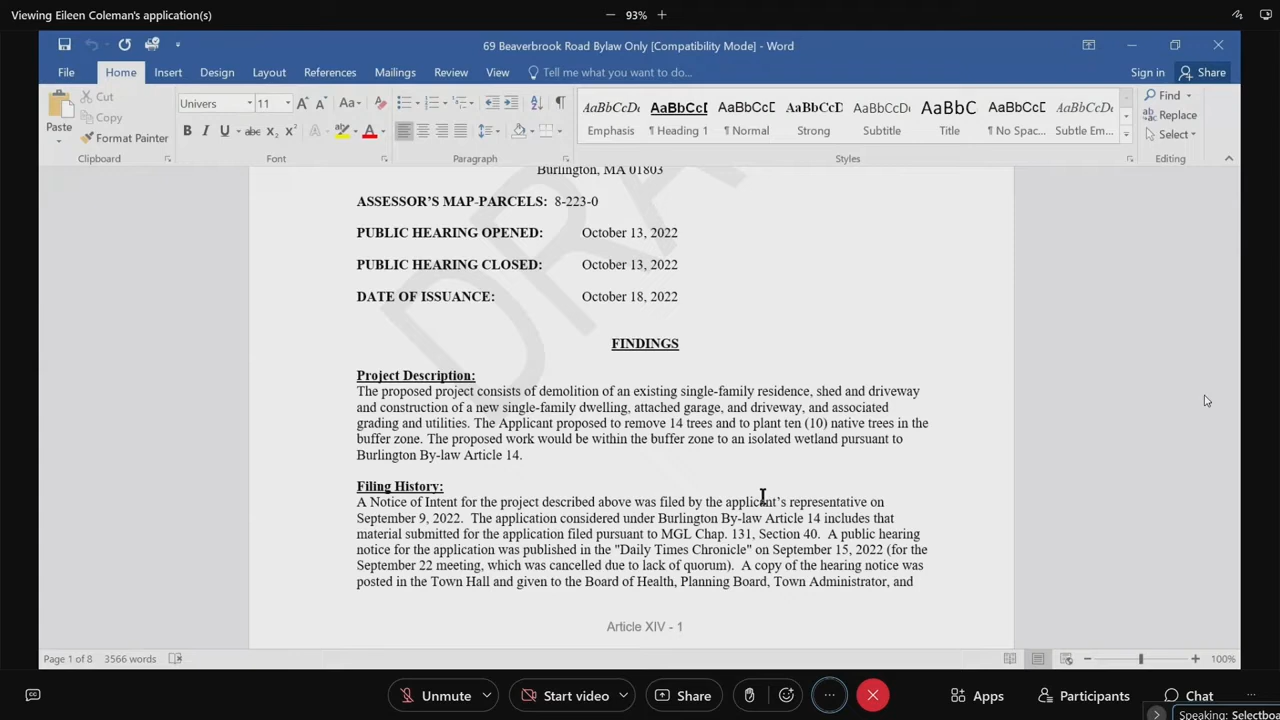 Viewing Eileen Coleman's application(s)
93%
69 Beaverbrook Road Bylaw Only [Compatibility Mode] - Word
File Home Insert Design Layout References Mailings Review View Tell me what you want to do... Sign in Share
Paste
Cut
Copy
Format Painter
Clipboard
Univers 11 Aa
B I U abc x₂ x² A
Font
Paragraph
AaBbCcDc AaBbCcI AaBbCcDc AaBbCcI AaBbCcDc AaBbC AaBbCcDc AaBbCcDc
Emphasis ¶ Heading 1 ¶ Normal Strong Subtitle Title ¶ No Spac... Subtle Em...
Styles
Find
Replace
Select
Editing
Burlington, MA 01803
ASSESSOR'S MAP-PARCELS: 8-223-0
PUBLIC HEARING OPENED: October 13, 2022
PUBLIC HEARING CLOSED: October 13, 2022
DATE OF ISSUANCE: October 18, 2022
FINDINGS
Project Description:
The proposed project consists of demolition of an existing single-family residence, shed and driveway
and construction of a new single-family dwelling, attached garage, and driveway, and associated
grading and utilities. The Applicant proposed to remove 14 trees and to plant ten (10) native trees in the
buffer zone. The proposed work would be within the buffer zone to an isolated wetland pursuant to
Burlington By-law Article 14.
Filing History:
A Notice of Intent for the project described above was filed by the applicant's representative on
September 9, 2022. The application considered under Burlington By-law Article 14 includes that
material submitted for the application filed pursuant to MGL Chap. 131, Section 40. A public hearing
notice for the application was published in the "Daily Times Chronicle" on September 15, 2022 (for the
September 22 meeting, which was cancelled due to lack of quorum). A copy of the hearing notice was
posted in the Town Hall and given to the Board of Health, Planning Board, Town Administrator, and
Article XIV - 1
DRA
Page 1 of 8 3566 words
100%
Unmute Start video Share Apps Participants Chat
Speaking: Selectboa